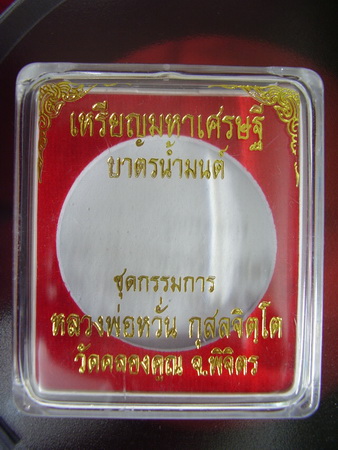 เหรียญมหาเศรษฐี
บาตรน้ำมนต์
ชุดกรรมการ
หลวงพ่อหวั่น กุสลจิตฺโต
วัดคลองคูณ จ.พิจิตร